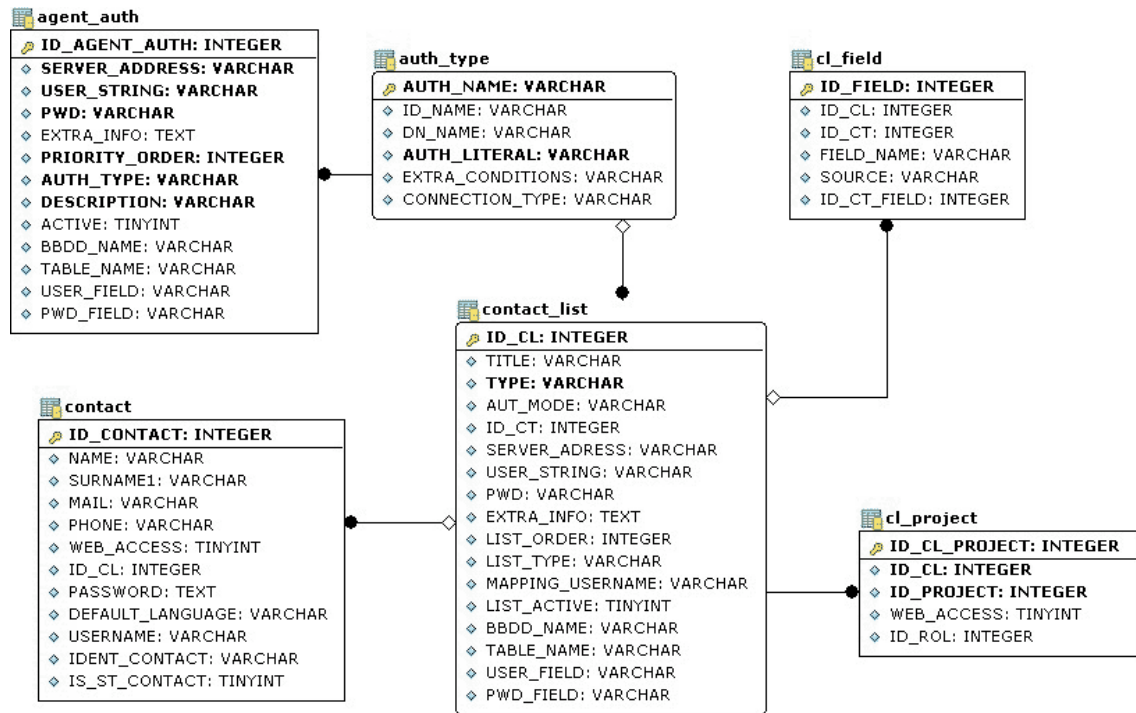 agent_auth
ID_AGENT_AUTH: INTEGER
SERVER_ADDRESS: VARCHAR
USER_STRING: VARCHAR
PWD: VARCHAR
EXTRA_INFO: TEXT
PRIORITY_ORDER: INTEGER
AUTH_TYPE: VARCHAR
DESCRIPTION: VARCHAR
ACTIVE: TINYINT
BBDD_NAME: VARCHAR
TABLE_NAME: VARCHAR
USER_FIELD: VARCHAR
PWD_FIELD: VARCHAR
auth_type
AUTH_NAME: VARCHAR
ID_NAME: VARCHAR
DN_NAME: VARCHAR
AUTH_LITERAL: VARCHAR
EXTRA_CONDITIONS: VARCHAR
CONNECTION_TYPE: VARCHAR
cl_field
ID_FIELD: INTEGER
ID_CL: INTEGER
ID_CT: INTEGER
FIELD_NAME: VARCHAR
SOURCE: VARCHAR
ID_CT_FIELD: INTEGER
contact
ID_CONTACT: INTEGER
NAME: VARCHAR
SURNAME1: VARCHAR
MAIL: VARCHAR
PHONE: VARCHAR
WEB_ACCESS: TINYINT
ID_CL: INTEGER
PASSWORD: TEXT
DEFAULT_LANGUAGE: VARCHAR
USERNAME: VARCHAR
IDENT_CONTACT: VARCHAR
IS_ST_CONTACT: TINYINT
contact_list
ID_CL: INTEGER
TITLE: VARCHAR
TYPE: VARCHAR
AUT_MODE: VARCHAR
ID_CT: INTEGER
SERVER_ADRESS: VARCHAR
USER_STRING: VARCHAR
PWD: VARCHAR
EXTRA_INFO: TEXT
LIST_ORDER: INTEGER
LIST_TYPE: VARCHAR
MAPPING_USERNAME: VARCHAR
LIST_ACTIVE: TINYINT
BBDD_NAME: VARCHAR
TABLE_NAME: VARCHAR
USER_FIELD: VARCHAR
PWD_FIELD: VARCHAR
cl_project
ID_CL_PROJECT: INTEGER
ID_CL: INTEGER
ID_PROJECT: INTEGER
WEB_ACCESS: TINYINT
ID_ROL: INTEGER